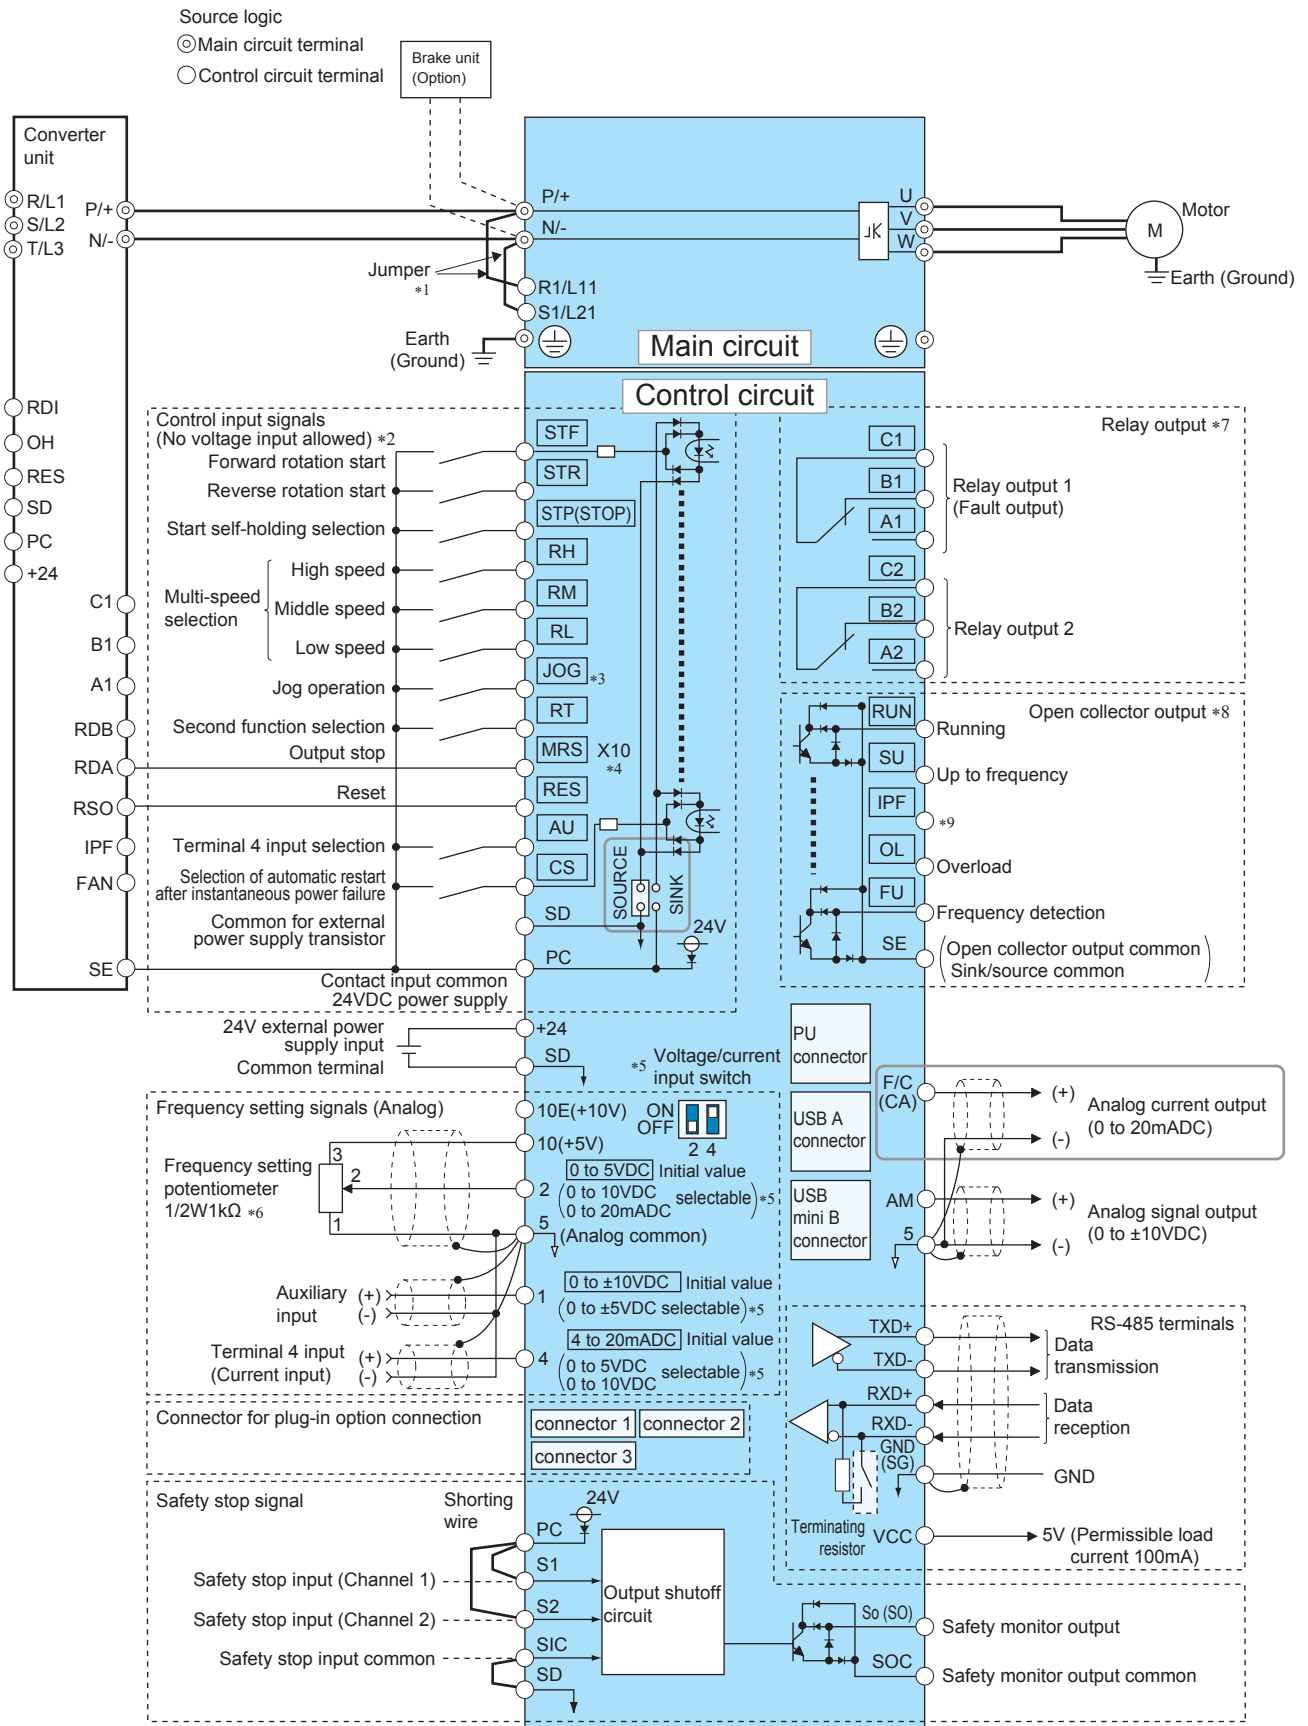 Source logic
Main circuit terminal
Control circuit terminal
Brake unit
(Option)
Converter
unit
R/L1
S/L2
T/L3
P/+
N/-
P/+
N/-
U
V
W
M
Motor
Earth (Ground)
Jumper
*1
R1/L11
S1/L21
Earth
(Ground)
Main circuit
Control circuit
RDI
OH
RES
SD
PC
+24
C1
B1
A1
RDB
RDA
RSO
IPF
FAN
SE
Control input signals
(No voltage input allowed) *2
Forward rotation start
Reverse rotation start
Start self-holding selection
Multi-speed
selection
High speed
Middle speed
Low speed
Jog operation
Second function selection
Output stop
Reset
Terminal 4 input selection
Selection of automatic restart
after instantaneous power failure
Common for external
power supply transistor
Contact input common
24VDC power supply
STF
STR
STP(STOP)
RH
RM
RL
JOG *3
RT
MRS X10
*4
RES
AU
CS
SD
PC
SOURCE
SINK
24V
Relay output *7
C1
B1
A1
Relay output 1
(Fault output)
C2
B2
A2
Relay output 2
Open collector output *8
RUN
Running
SU
Up to frequency
IPF
*9
OL
Overload
FU
Frequency detection
SE
Open collector output common
Sink/source common
24V external power
supply input
Common terminal
+24
SD
*5 Voltage/current
input switch
PU
connector
USB A
connector
USB
mini B
connector
F/C
(CA)
(+)
(-)
Analog current output
(0 to 20mADC)
AM
5
(+)
(-)
Analog signal output
(0 to ±10VDC)
Frequency setting signals (Analog)
10E(+10V)
ON
OFF
2 4
10(+5V)
Frequency setting
potentiometer
1/2W1kΩ *6
3
2
1
0 to 5VDC Initial value
2
0 to 10VDC
0 to 20mADC
selectable *5
5
(Analog common)
Auxiliary
input
(+)
(-)
1
0 to ±10VDC Initial value
(0 to ±5VDC selectable) *5
Terminal 4 input
(Current input)
(+)
(-)
4
4 to 20mADC Initial value
0 to 5VDC
0 to 10VDC
selectable *5
RS-485 terminals
TXD+
TXD-
Data
transmission
RXD+
RXD-
Data
reception
GND
(SG)
GND
Terminating
resistor
VCC
5V (Permissible load
current 100mA)
Connector for plug-in option connection
connector 1
connector 2
connector 3
Safety stop signal
Shorting
wire
24V
PC
S1
S2
SIC
SD
Safety stop input (Channel 1)
Safety stop input (Channel 2)
Safety stop input common
Output shutoff
circuit
So (SO)
Safety monitor output
SOC
Safety monitor output common